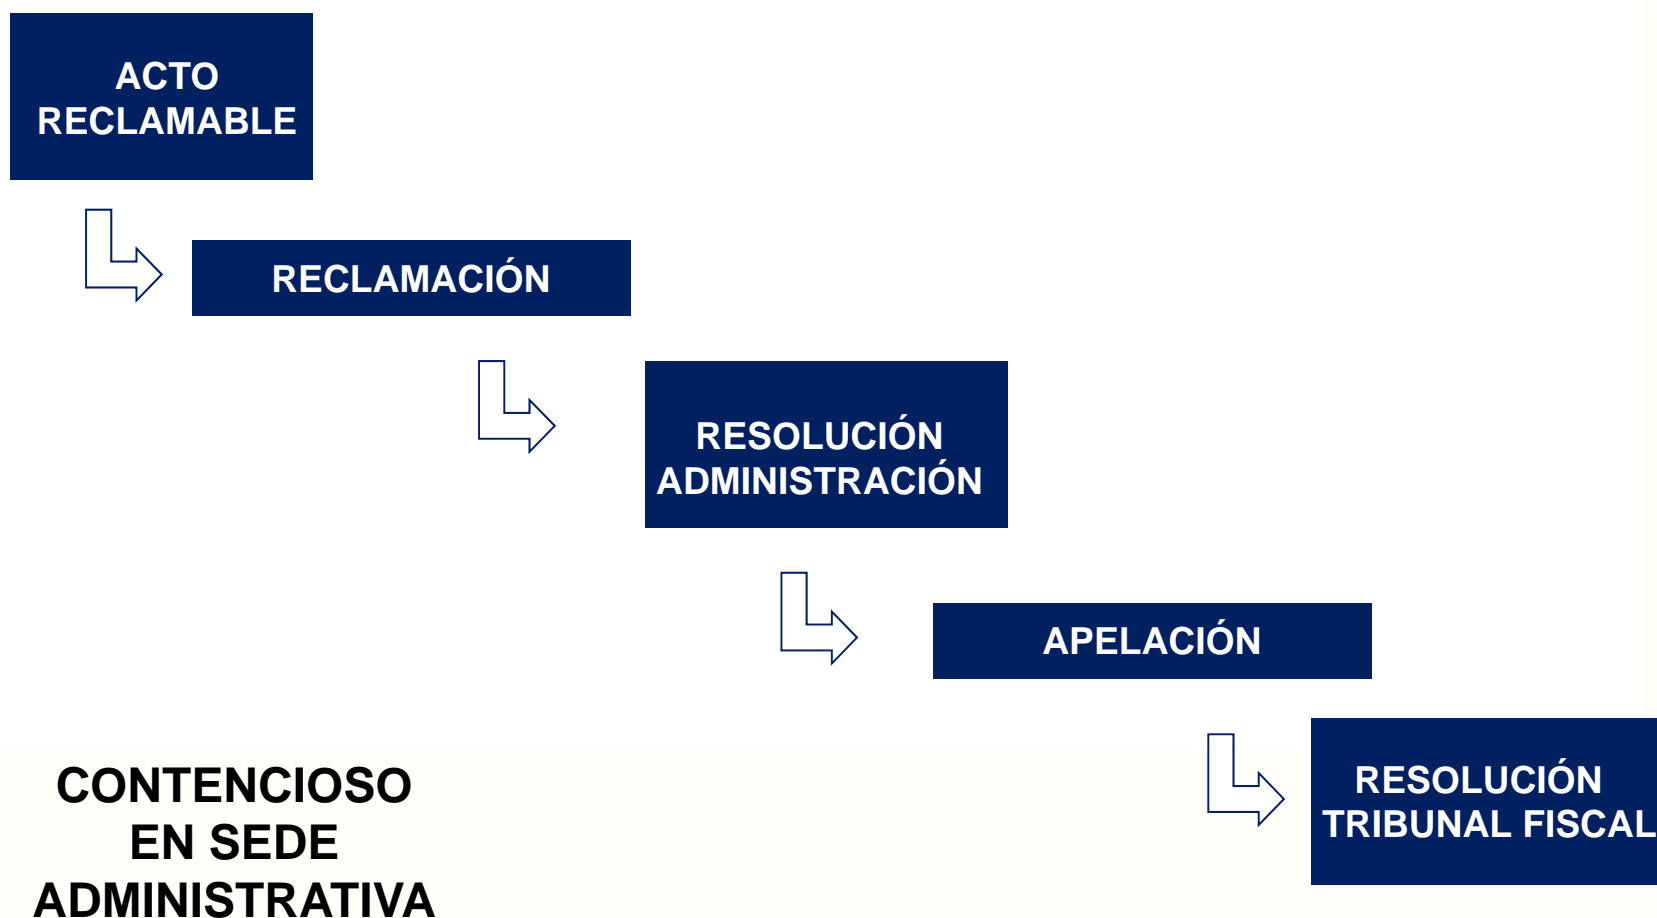 ACTO
RECLAMABLE
RECLAMACIÓN
RESOLUCIÓN
ADMINISTRACIÓN
APELACIÓN
RESOLUCIÓN
TRIBUNAL FISCAL
CONTENCIOSO
EN SEDE
ADMINISTRATIVA